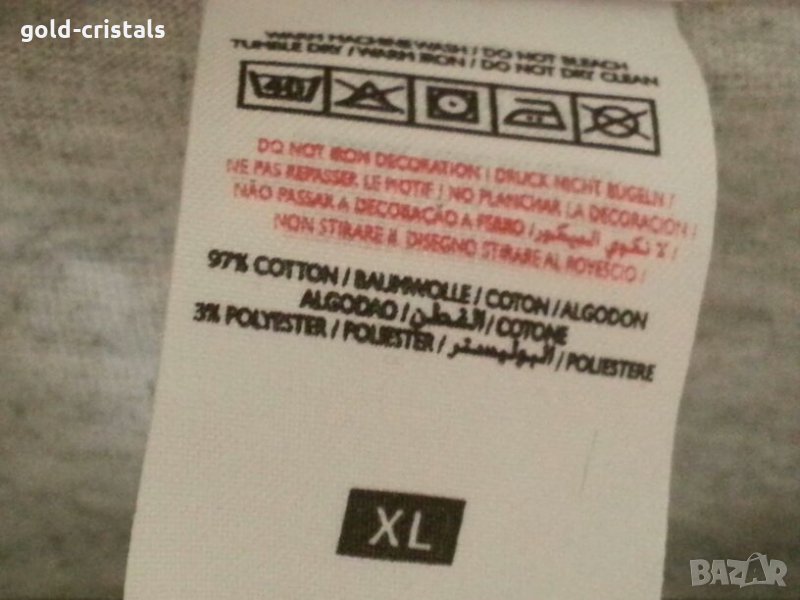 gold-cristals
WARM MACHINE WASH / DO NOT BLEACH
TUMBLE DRY / WARM IRON / DO NOT DRY CLEAN
40
DO NOT IRON DECORATION / DRUCK NICHT BÜGELN /
NE PAS REPASSER LE MOTIF / NO PLANCHAR LA DECORACION /
NÃO PASSAR A DECORAÇÃO A FERRO / لا تكوي الديكور /
NON STIRARE IL DISEGNO STIRARE AL ROVESCIO /
97% COTTON / BAUMWOLLE / COTON / ALGODON
ALGODAO / القطن / COTONE
3% POLYESTER / POLIESTER / البوليستر / POLIESTERE
XL
BAZAR